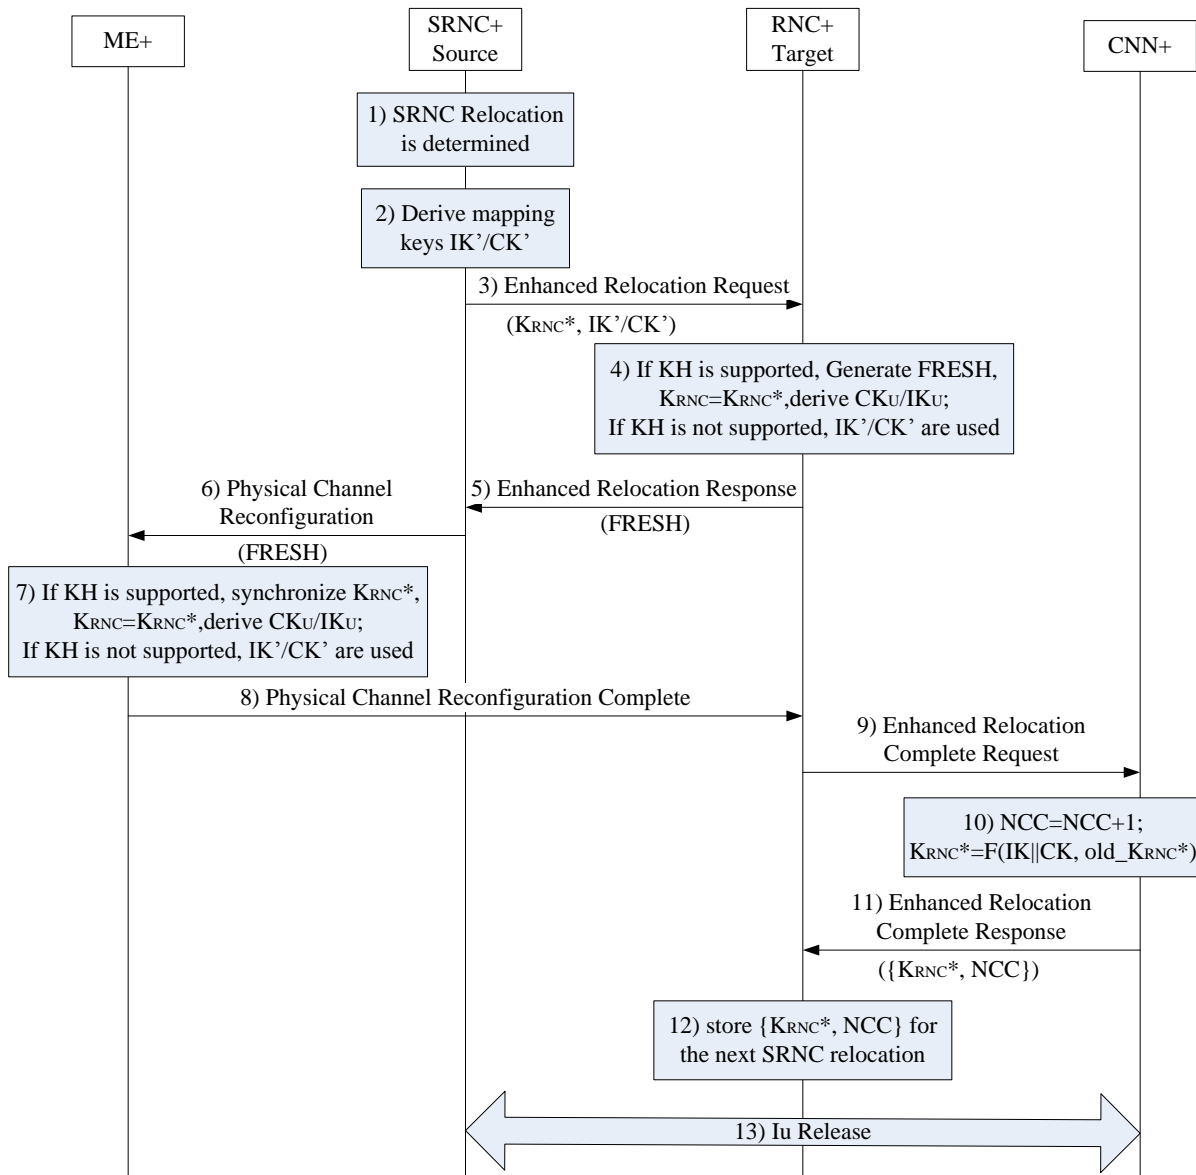 ME+
SRNC+
Source
RNC+
Target
CNN+
1) SRNC Relocation
is determined
2) Derive mapping
keys IK’/CK’
3) Enhanced Relocation Request
(KRNC*, IK’/CK’)
4) If KH is supported, Generate FRESH,
KRNC=KRNC*,derive CKU/IKU;
If KH is not supported, IK’/CK’ are used
5) Enhanced Relocation Response
(FRESH)
6) Physical Channel
Reconfiguration
(FRESH)
7) If KH is supported, synchronize KRNC*,
KRNC=KRNC*,derive CKU/IKU;
If KH is not supported, IK’/CK’ are used
8) Physical Channel Reconfiguration Complete
9) Enhanced Relocation
Complete Request
10) NCC=NCC+1;
KRNC*=F(IK||CK, old_KRNC*)
11) Enhanced Relocation
Complete Response
({KRNC*, NCC})
12) store {KRNC*, NCC} for
the next SRNC relocation
13) Iu Release